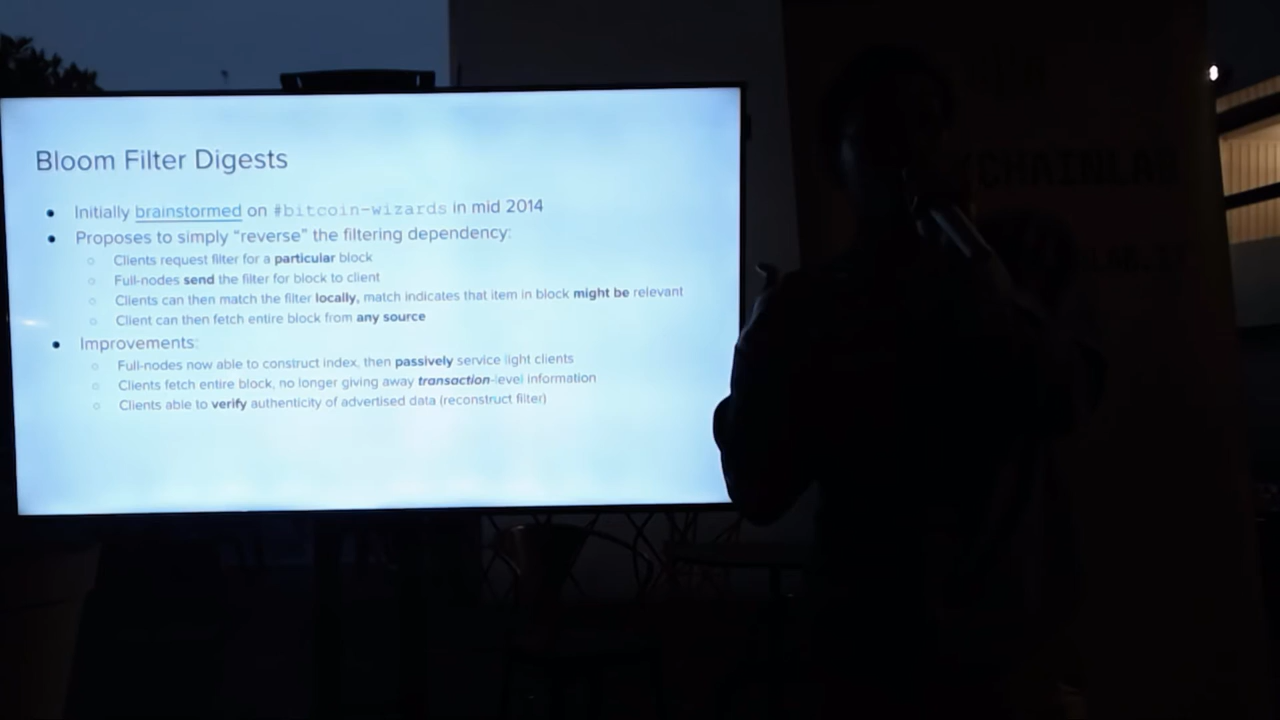 Bloom Filter Digests
● Initially brainstormed on #bitcoin-wizards in mid 2014
● Proposes to simply “reverse” the filtering dependency:
○ Clients request filter for a particular block
○ Full-nodes send the filter for block to client
○ Clients can then match the filter locally, match indicates that item in block might be relevant
○ Client can then fetch entire block from any source
● Improvements:
○ Full-nodes now able to construct index, then passively service light clients
○ Clients fetch entire block, no longer giving away transaction-level information
○ Clients able to verify authenticity of advertised data (reconstruct filter)
CHAINLAB